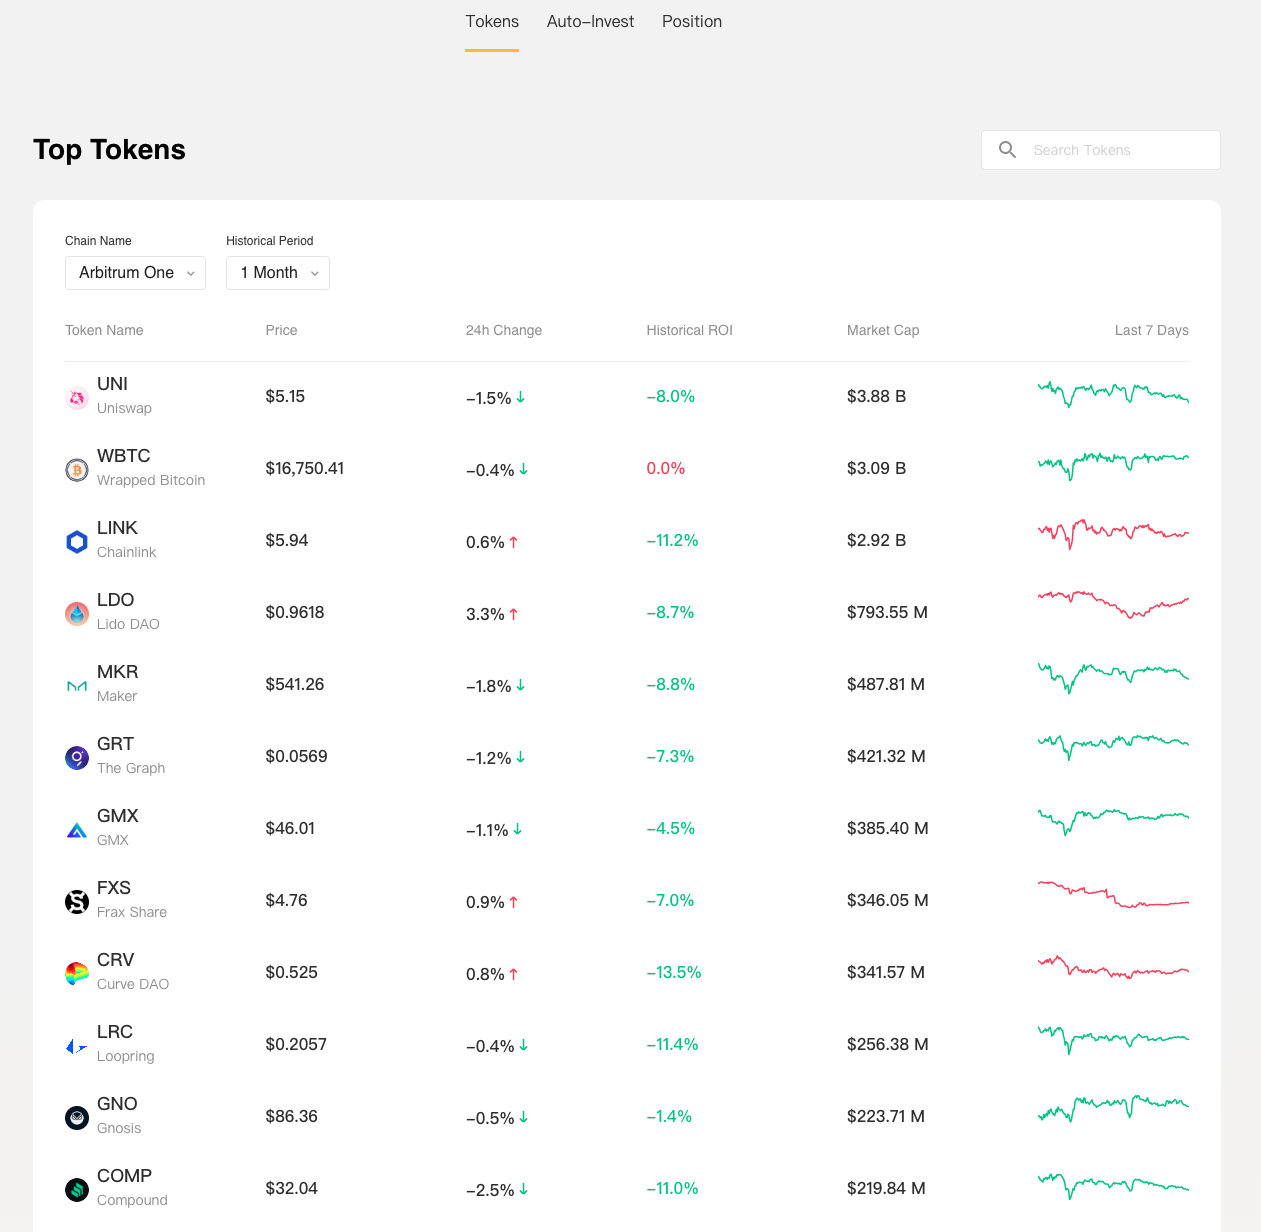 Tokens Auto-Invest Position
Top Tokens
Search Tokens
Chain Name Historical Period
Arbitrum One 1 Month
Token Name Price 24h Change Historical ROI Market Cap Last 7 Days
UNI
Uniswap
$5.15 -1.5% ↓ -8.0% $3.88 B
WBTC
Wrapped Bitcoin
$16,750.41 -0.4% ↓ 0.0% $3.09 B
LINK
Chainlink
$5.94 0.6% ↑ -11.2% $2.92 B
LDO
Lido DAO
$0.9618 3.3% ↑ -8.7% $793.55 M
MKR
Maker
$541.26 -1.8% ↓ -8.8% $487.81 M
GRT
The Graph
$0.0569 -1.2% ↓ -7.3% $421.32 M
GMX
GMX
$46.01 -1.1% ↓ -4.5% $385.40 M
FXS
Frax Share
$4.76 0.9% ↑ -7.0% $346.05 M
CRV
Curve DAO
$0.525 0.8% ↑ -13.5% $341.57 M
LRC
Loopring
$0.2057 -0.4% ↓ -11.4% $256.38 M
GNO
Gnosis
$86.36 -0.5% ↓ -1.4% $223.71 M
COMP
Compound
$32.04 -2.5% ↓ -11.0% $219.84 M